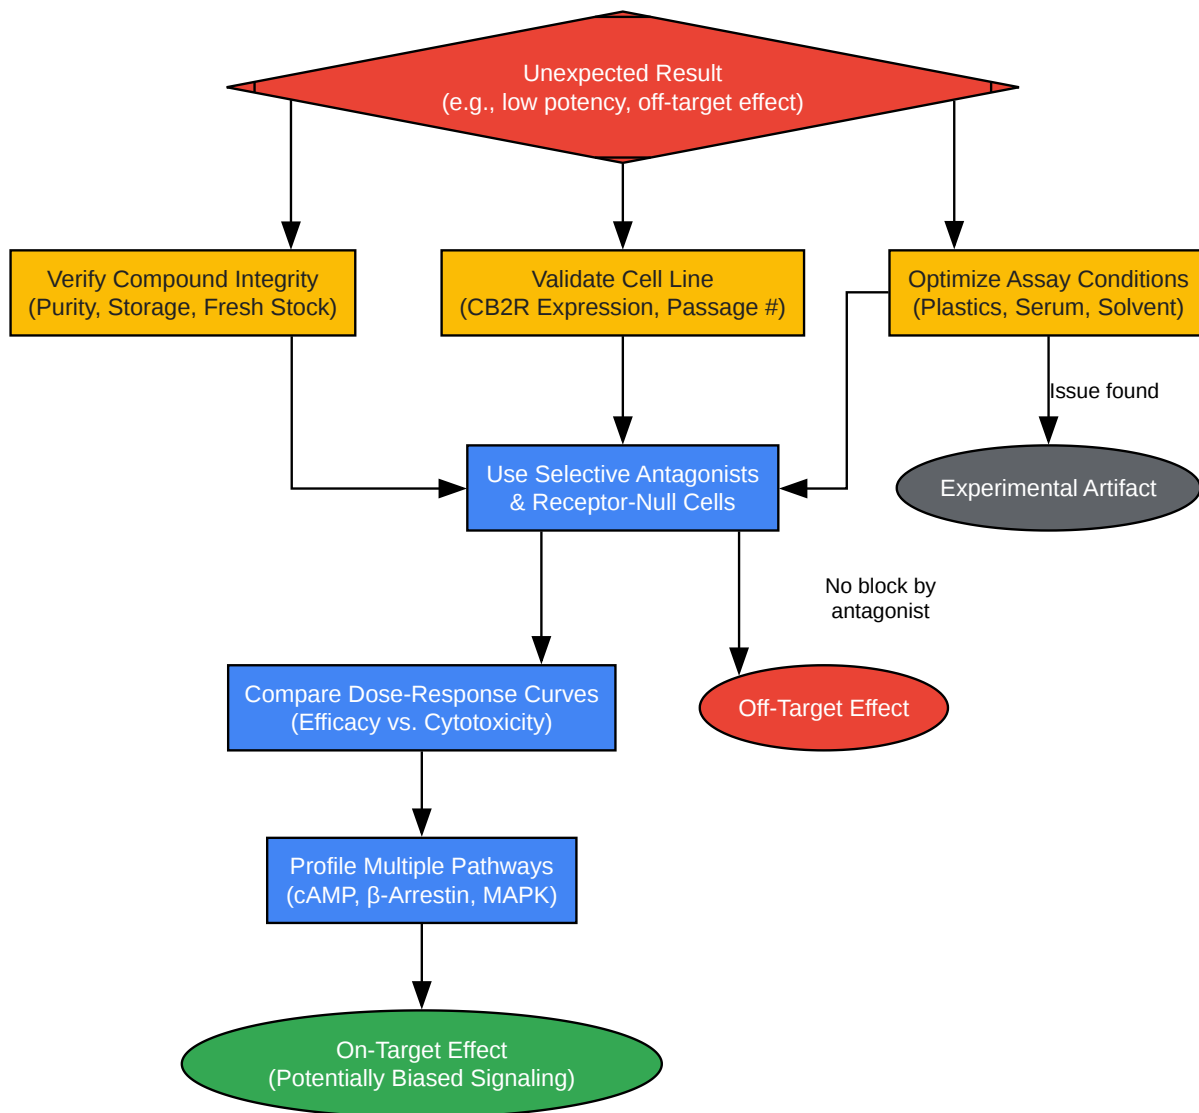 Unexpected Result
(e.g., low potency, off-target effect)
Verify Compound Integrity
(Purity, Storage, Fresh Stock)
Validate Cell Line
(CB2R Expression, Passage #)
Optimize Assay Conditions
(Plastics, Serum, Solvent)
Issue found
Use Selective Antagonists
& Receptor-Null Cells
Experimental Artifact
No block by
antagonist
Compare Dose-Response Curves
(Efficacy vs. Cytotoxicity)
Off-Target Effect
Profile Multiple Pathways
(cAMP, β-Arrestin, MAPK)
On-Target Effect
(Potentially Biased Signaling)